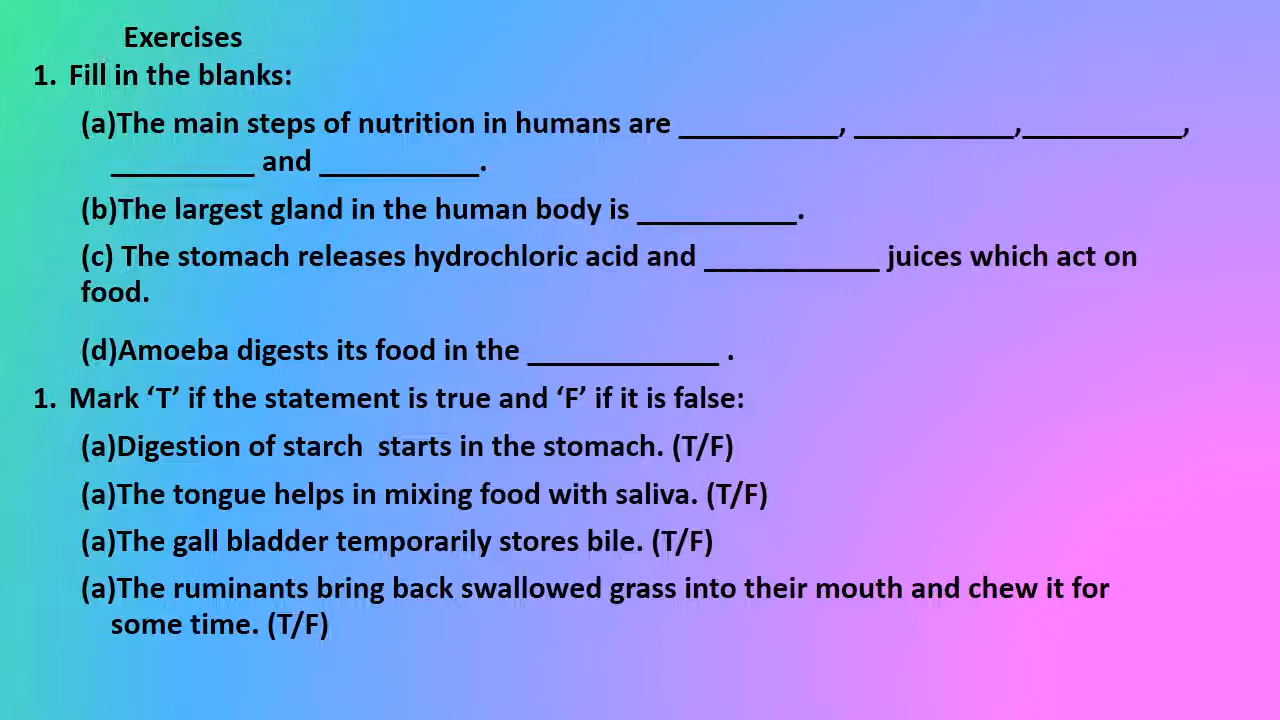 Exercises
1. Fill in the blanks:
(a)The main steps of nutrition in humans are __________, __________,__________,
_________ and __________.
(b)The largest gland in the human body is __________.
(c) The stomach releases hydrochloric acid and ___________ juices which act on
food.
(d)Amoeba digests its food in the ____________ .
1. Mark ‘T’ if the statement is true and ‘F’ if it is false:
(a)Digestion of starch  starts in the stomach. (T/F)
(a)The tongue helps in mixing food with saliva. (T/F)
(a)The gall bladder temporarily stores bile. (T/F)
(a)The ruminants bring back swallowed grass into their mouth and chew it for
some time. (T/F)